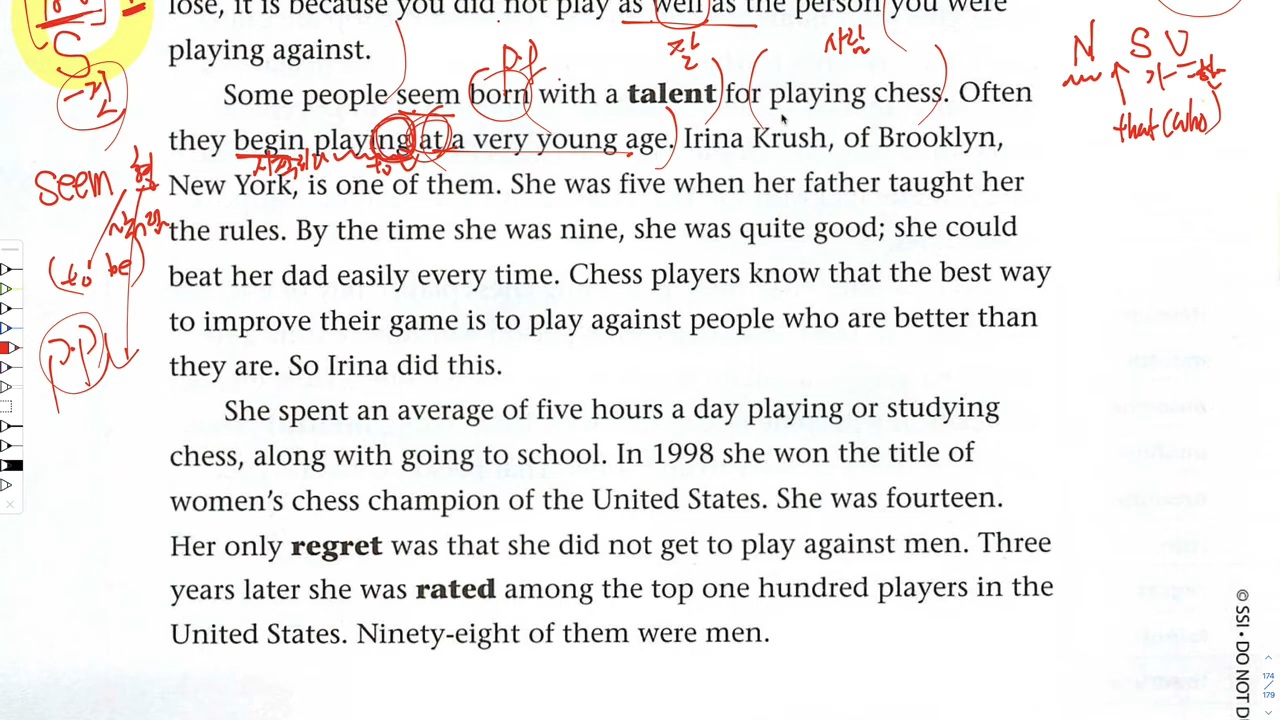 lose, it is because you did not play as well as the person you were
playing against.
Some people seem born with a talent for playing chess. Often
they begin playing at a very young age. Irina Krush, of Brooklyn,
New York, is one of them. She was five when her father taught her
the rules. By the time she was nine, she was quite good; she could
beat her dad easily every time. Chess players know that the best way
to improve their game is to play against people who are better than
they are. So Irina did this.
She spent an average of five hours a day playing or studying
chess, along with going to school. In 1998 she won the title of
women's chess champion of the United States. She was fourteen.
Her only regret was that she did not get to play against men. Three
years later she was rated among the top one hundred players in the
United States. Ninety-eight of them were men.
S
p.p
N S V
that (who)
seem
(to be)
p.p
to
© SSI • DO NOT D
174
179